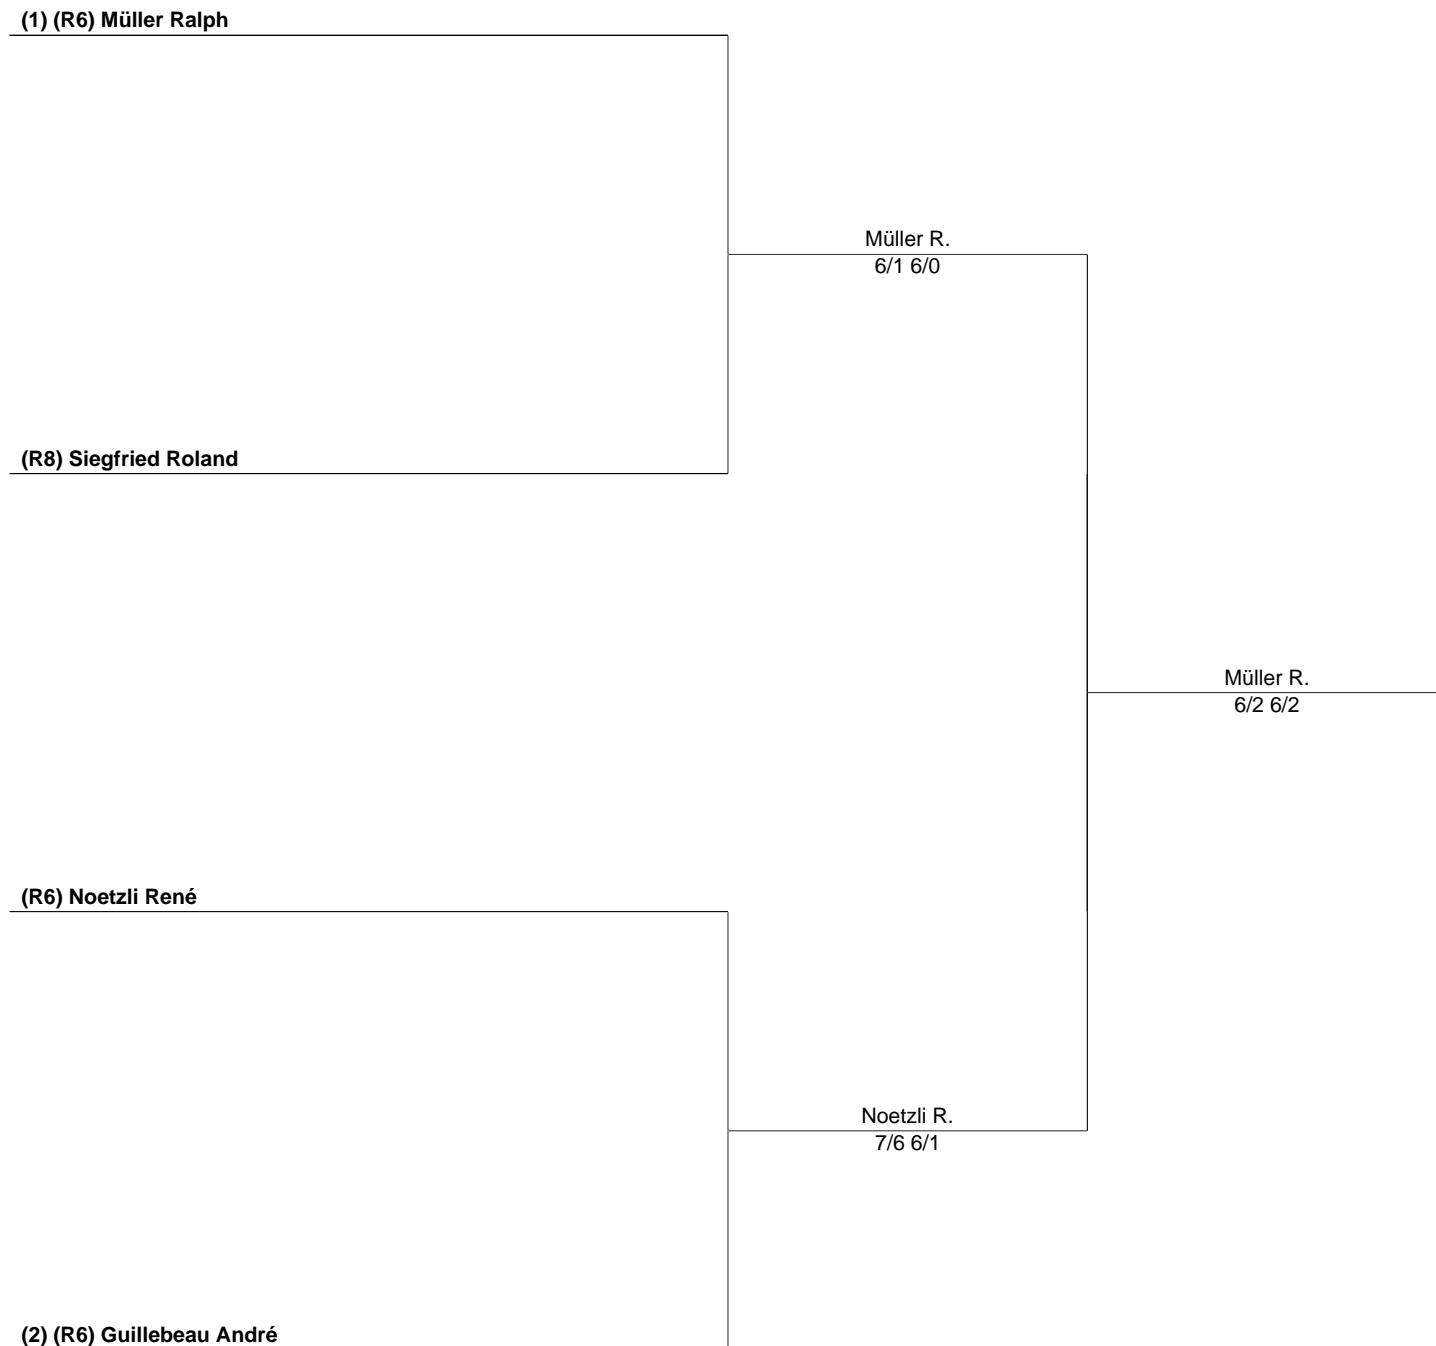 (1) (R6) Müller Ralph
Müller R.
6/1 6/0
(R8) Siegfried Roland
Müller R.
6/2 6/2
(R6) Noetzli René
Noetzli R.
7/6 6/1
(2) (R6) Guillebeau André